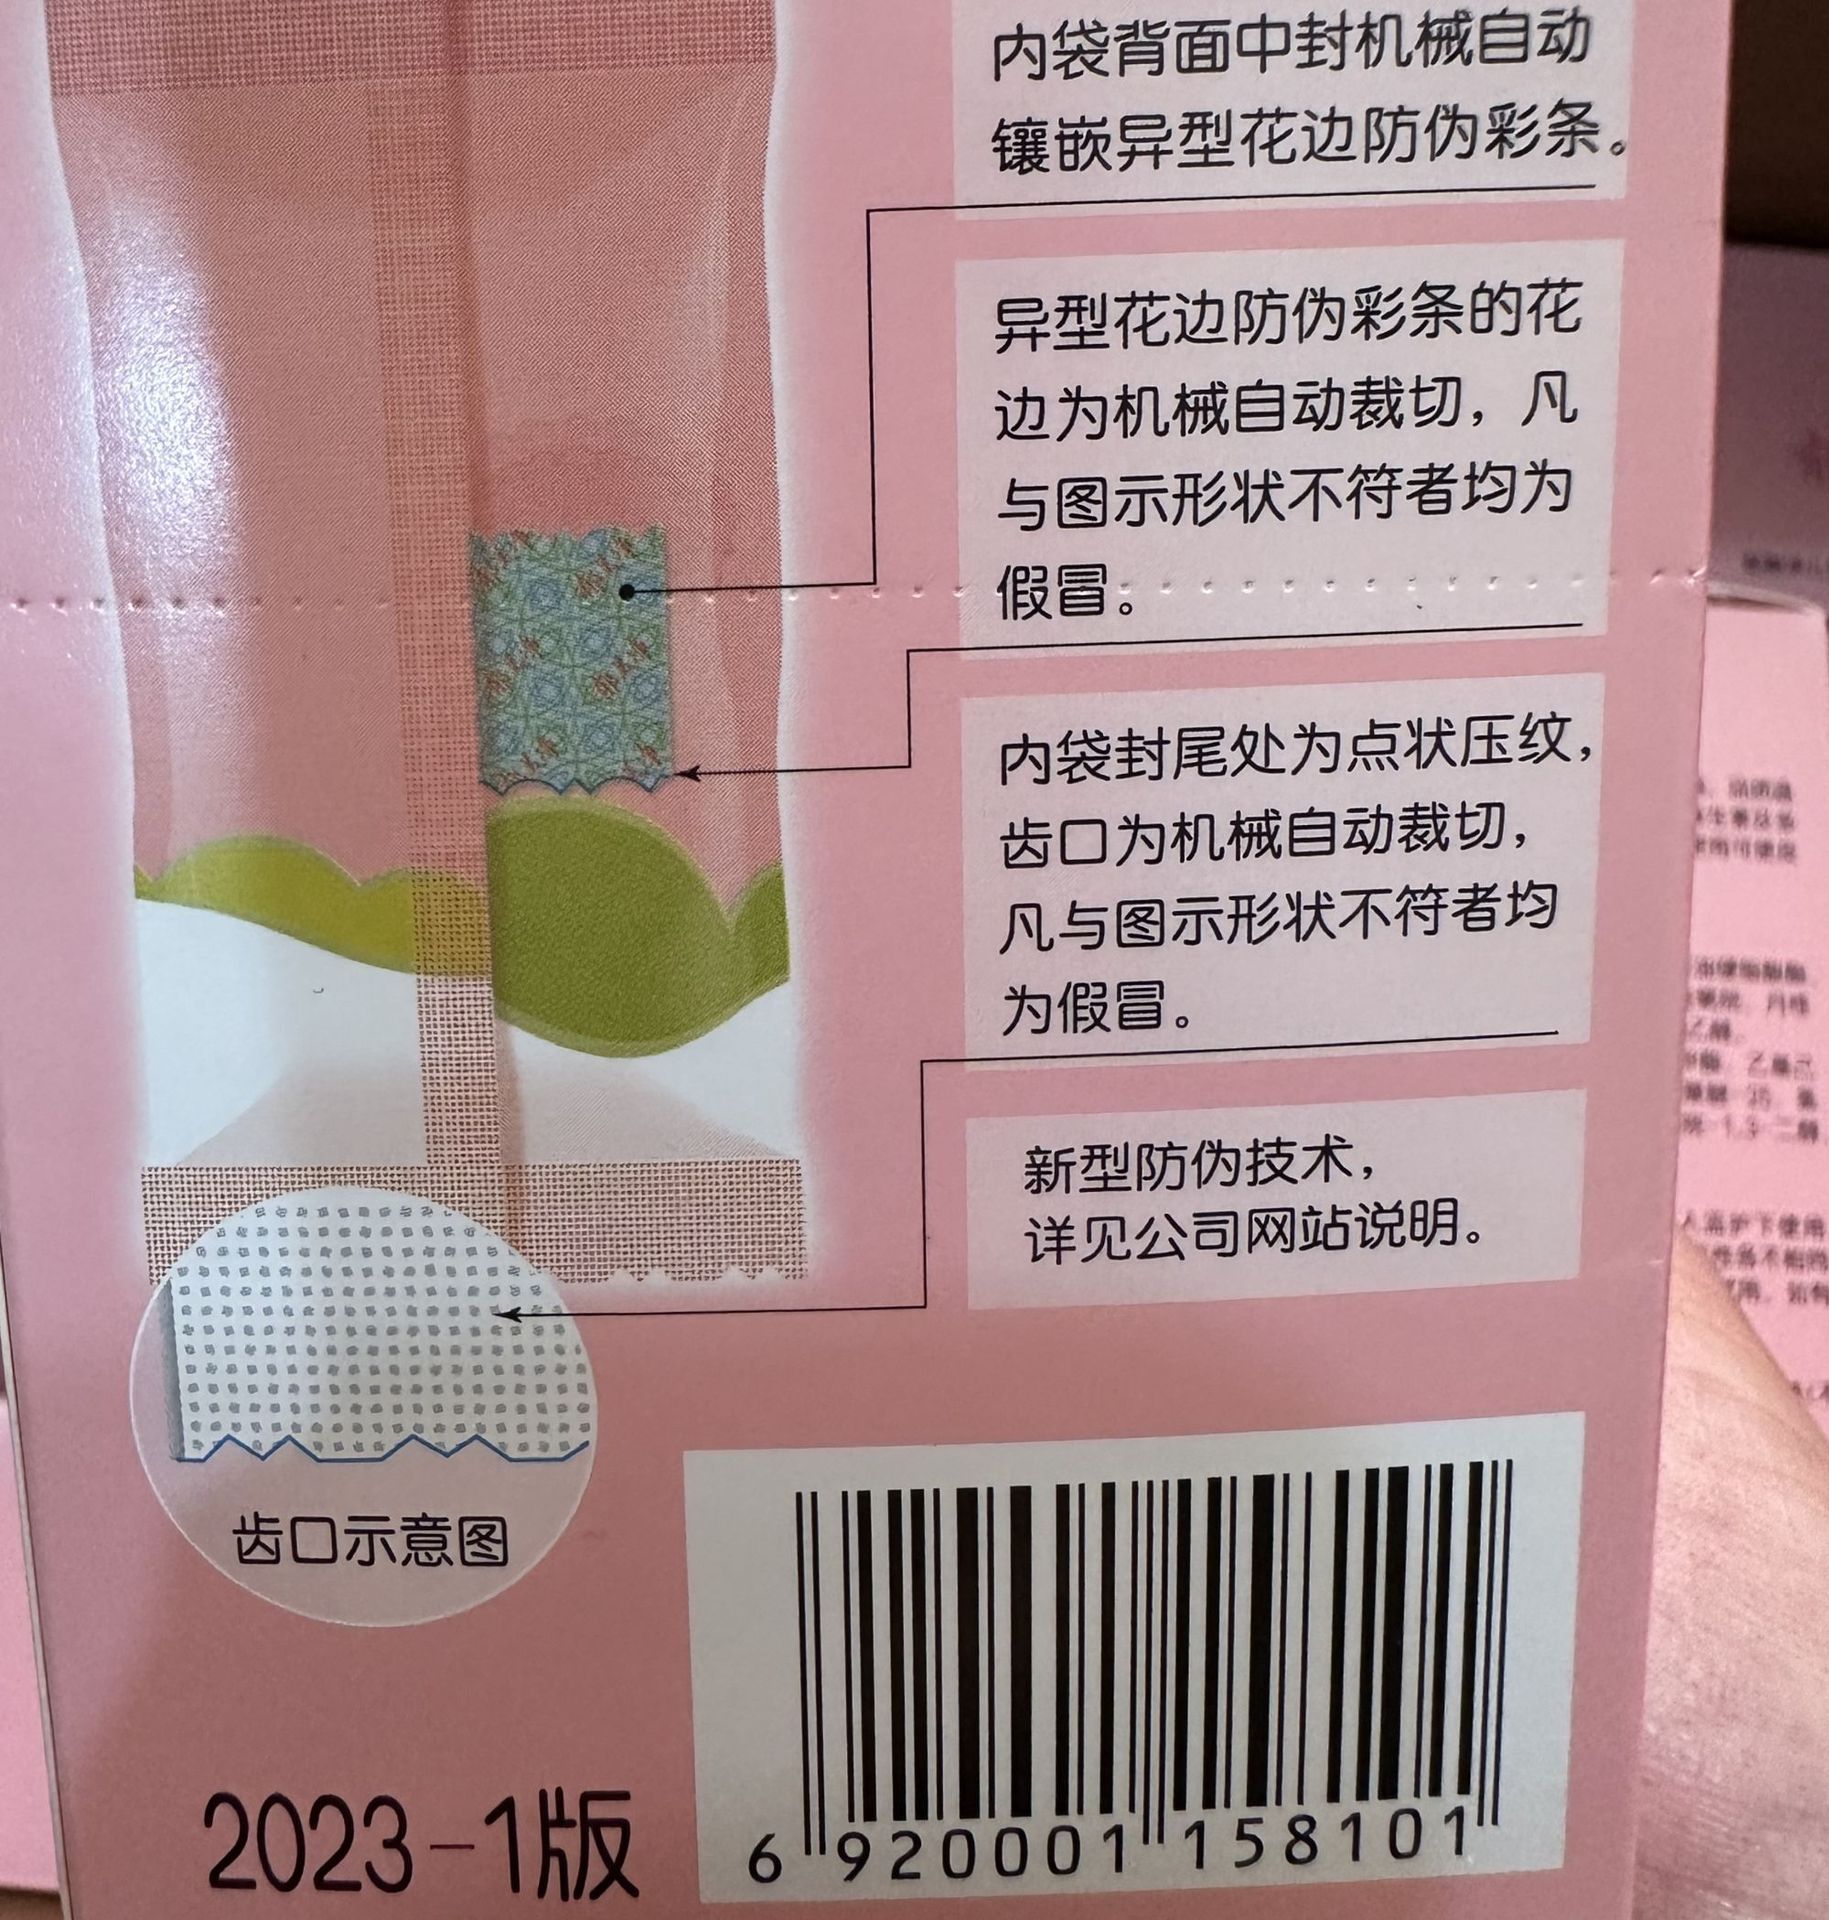 内袋背面中封机械自动
镶嵌异型花边防伪彩条。
异型花边防伪彩条的花
边为机械自动裁切，凡
与图示形状不符者均为
假冒。
内袋封尾处为点状压纹，
齿口为机械自动裁切，
凡与图示形状不符者均
为假冒。
新型防伪技术，
详见公司网站说明。
齿口示意图
2023-1版
6 920001 158101